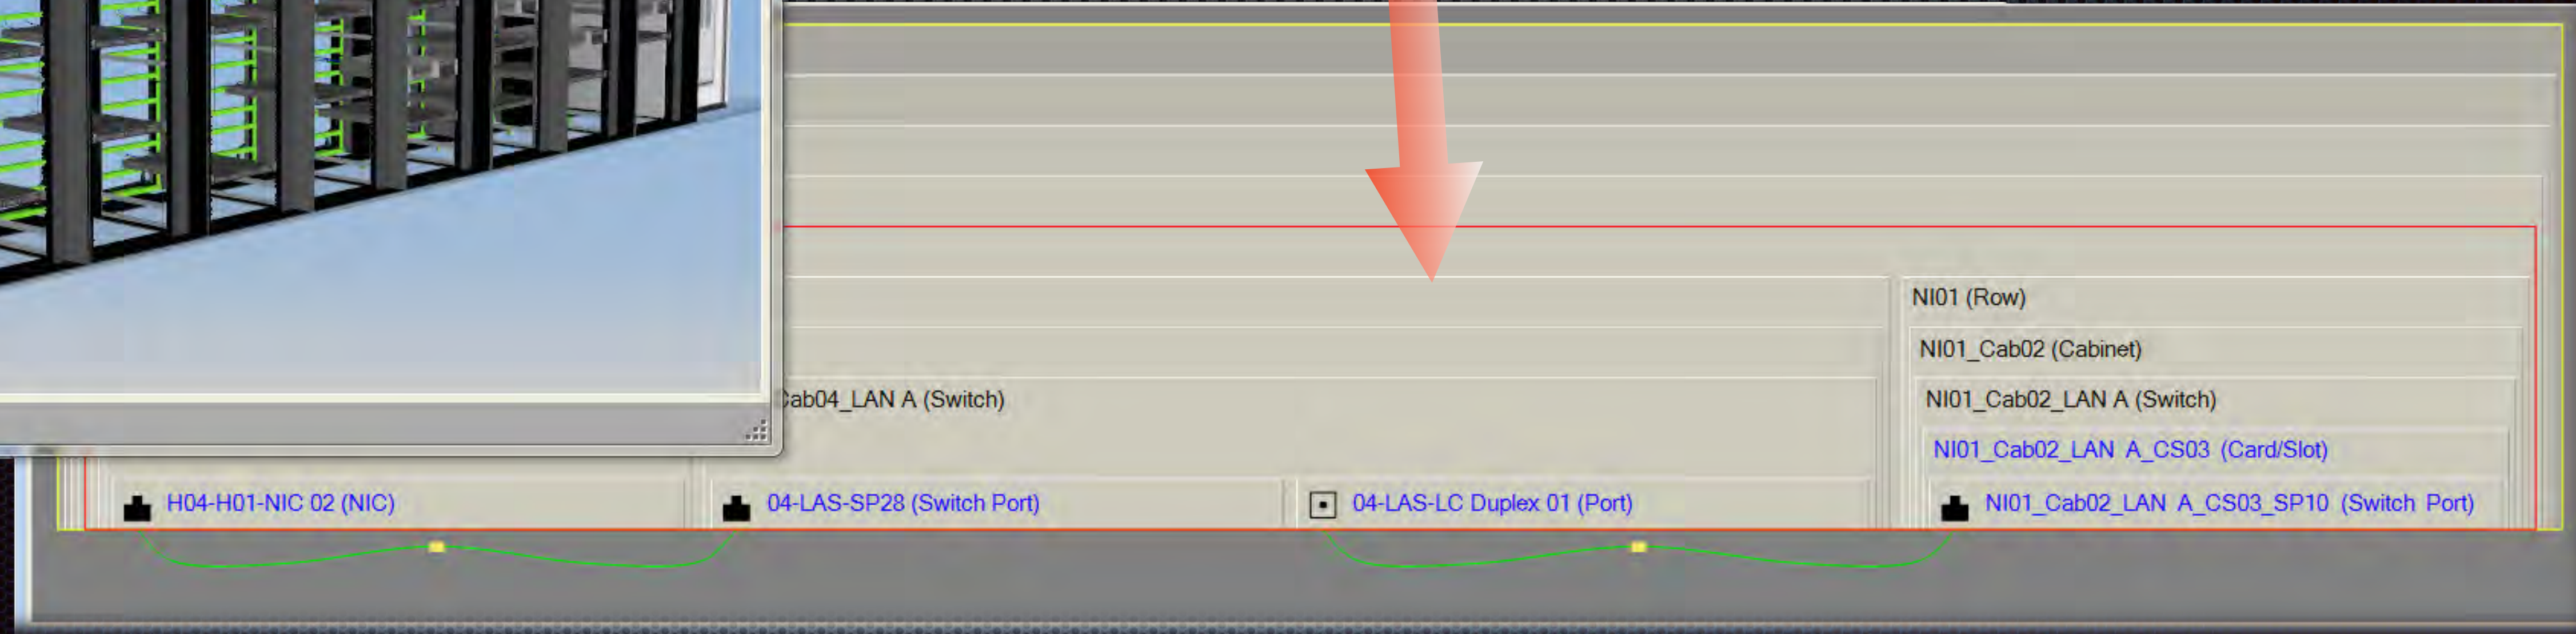 NI01 (Row)
NI01_Cab02 (Cabinet)
Cab04_LAN A (Switch)
NI01_Cab02_LAN A (Switch)
NI01_Cab02_LAN A_CS03 (Card/Slot)
H04-H01-NIC 02 (NIC)
04-LAS-SP28 (Switch Port)
04-LAS-LC Duplex 01 (Port)
NI01_Cab02_LAN A_CS03_SP10 (Switch Port)